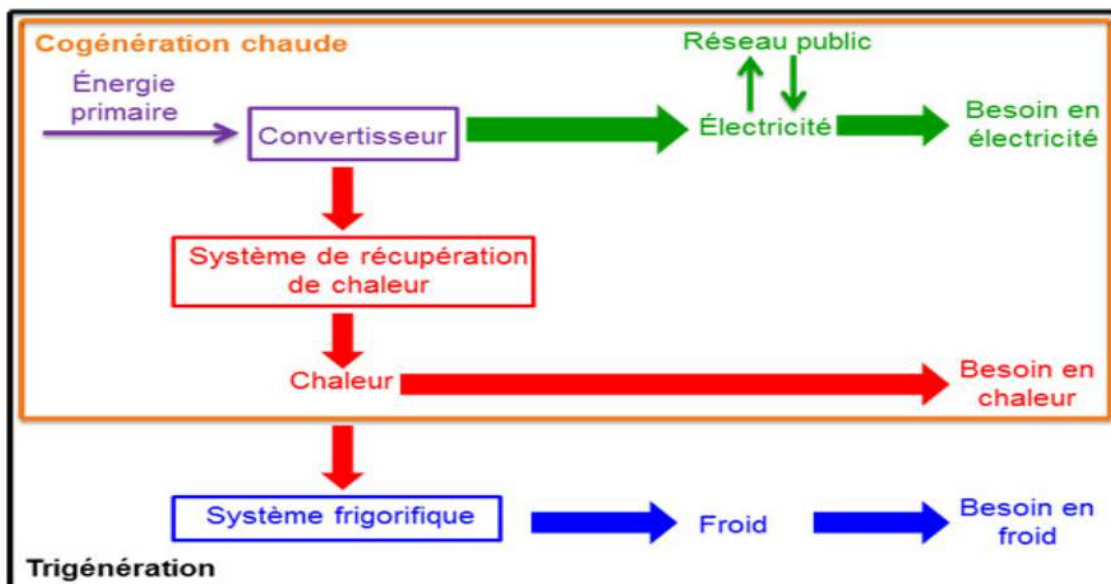 Cogénération chaude
Réseau public
Énergie
primaire
Convertisseur
Électricité
Besoin en
électricité
Système de récupération
de chaleur
Chaleur
Besoin en
chaleur
Système frigorifique
Froid
Besoin en
froid
Trigénération